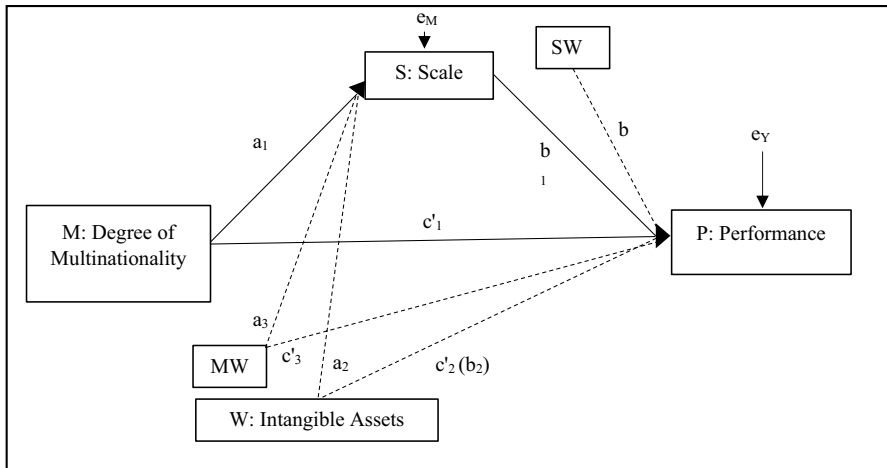 eM
S: Scale
SW
a1
b
1
b
eY
M: Degree of
Multinationality
c'1
P: Performance
a3
MW
c'3
a2
c'2 (b2)
W: Intangible Assets